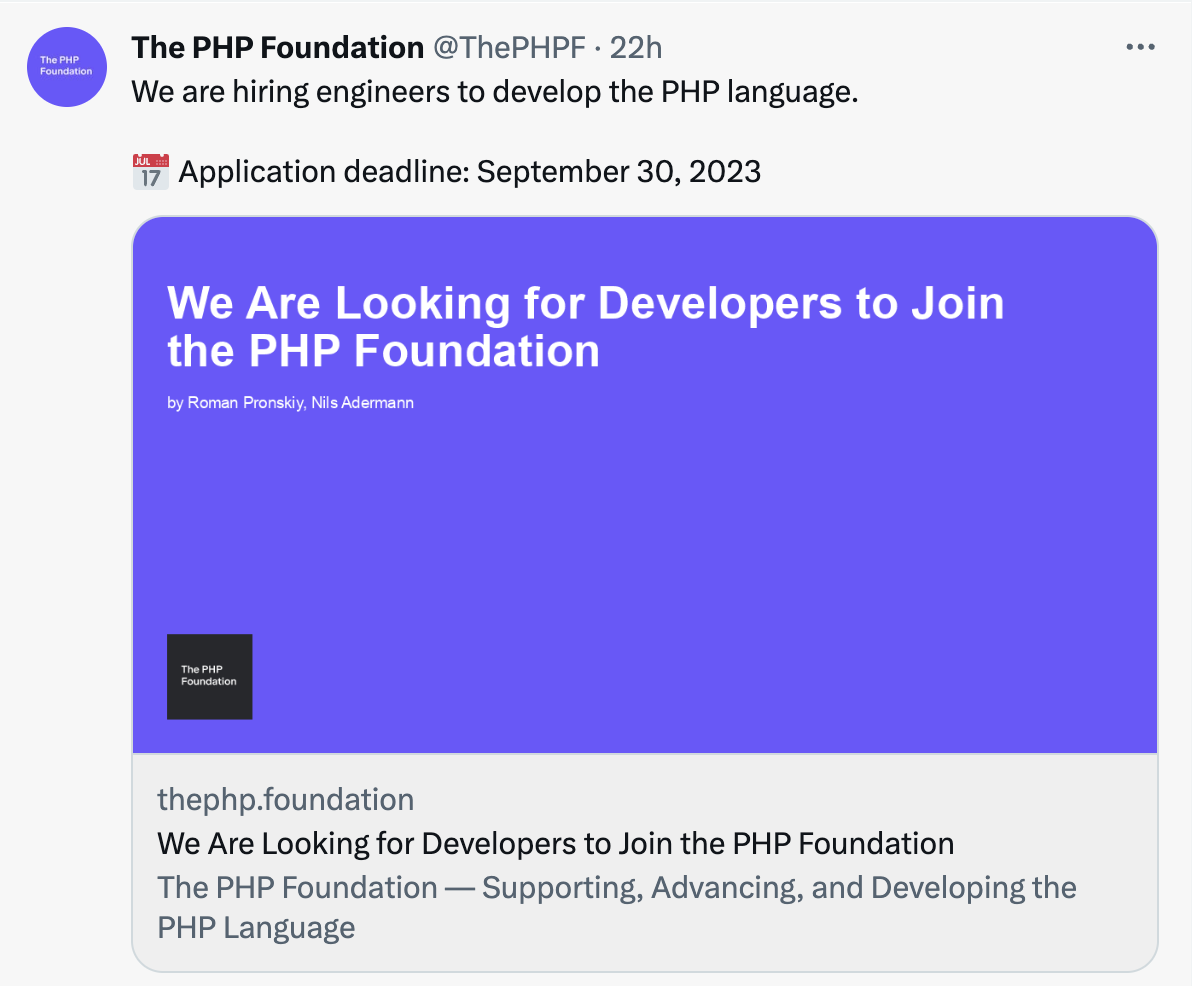 The PHP
Foundation
The PHP Foundation @ThePHPF · 22h
We are hiring engineers to develop the PHP language.
JUL
17
Application deadline: September 30, 2023
We Are Looking for Developers to Join
the PHP Foundation
by Roman Pronskiy, Nils Adermann
The PHP
Foundation
thephp.foundation
We Are Looking for Developers to Join the PHP Foundation
The PHP Foundation — Supporting, Advancing, and Developing the
PHP Language